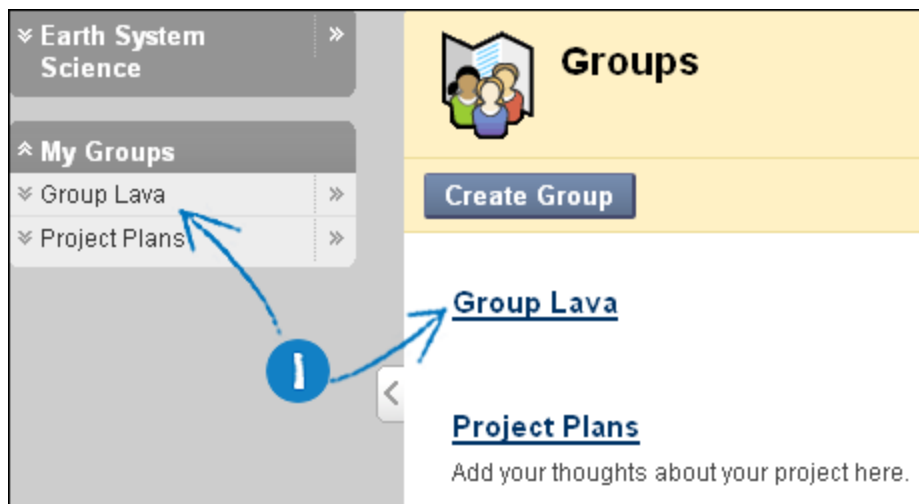 Earth System
Science
My Groups
Group Lava
Project Plans
1
Groups
Create Group
Group Lava
Project Plans
Add your thoughts about your project here.